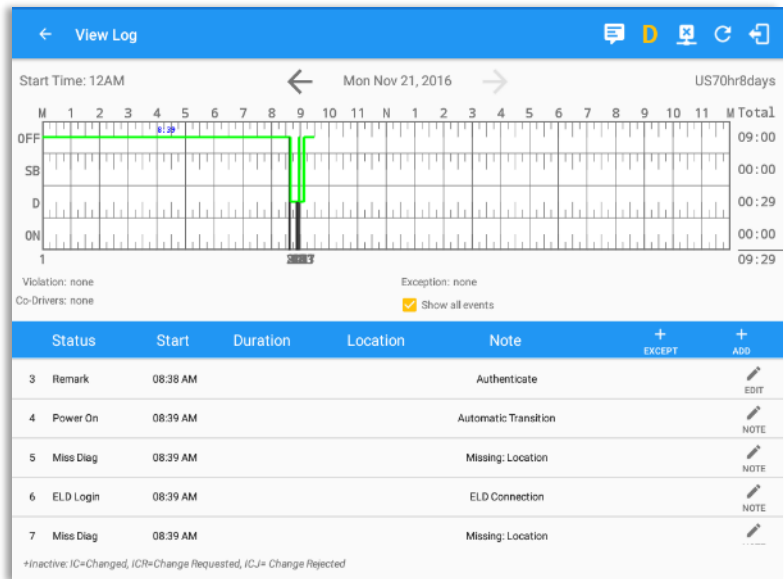 View Log
D
Start Time: 12AM
Mon Nov 21, 2016
US70hr8days
M 1 2 3 4 5 6 7 8 9 10 11 N 1 2 3 4 5 6 7 8 9 10 11 M Total
8:39
OFF 09:00
SB 00:00
D 00:29
ON 00:00
1
09:29
Violation: none
Exception: none
Co-Drivers: none
Show all events
Status Start Duration Location Note + EXCEPT + ADD
3 Remark 08:38 AM Authenticate EDIT
4 Power On 08:39 AM Automatic Transition NOTE
5 Miss Diag 08:39 AM Missing: Location NOTE
6 ELD Login 08:39 AM ELD Connection NOTE
7 Miss Diag 08:39 AM Missing: Location
+Inactive: IC=Changed, ICR=Change Requested, ICJ= Change Rejected